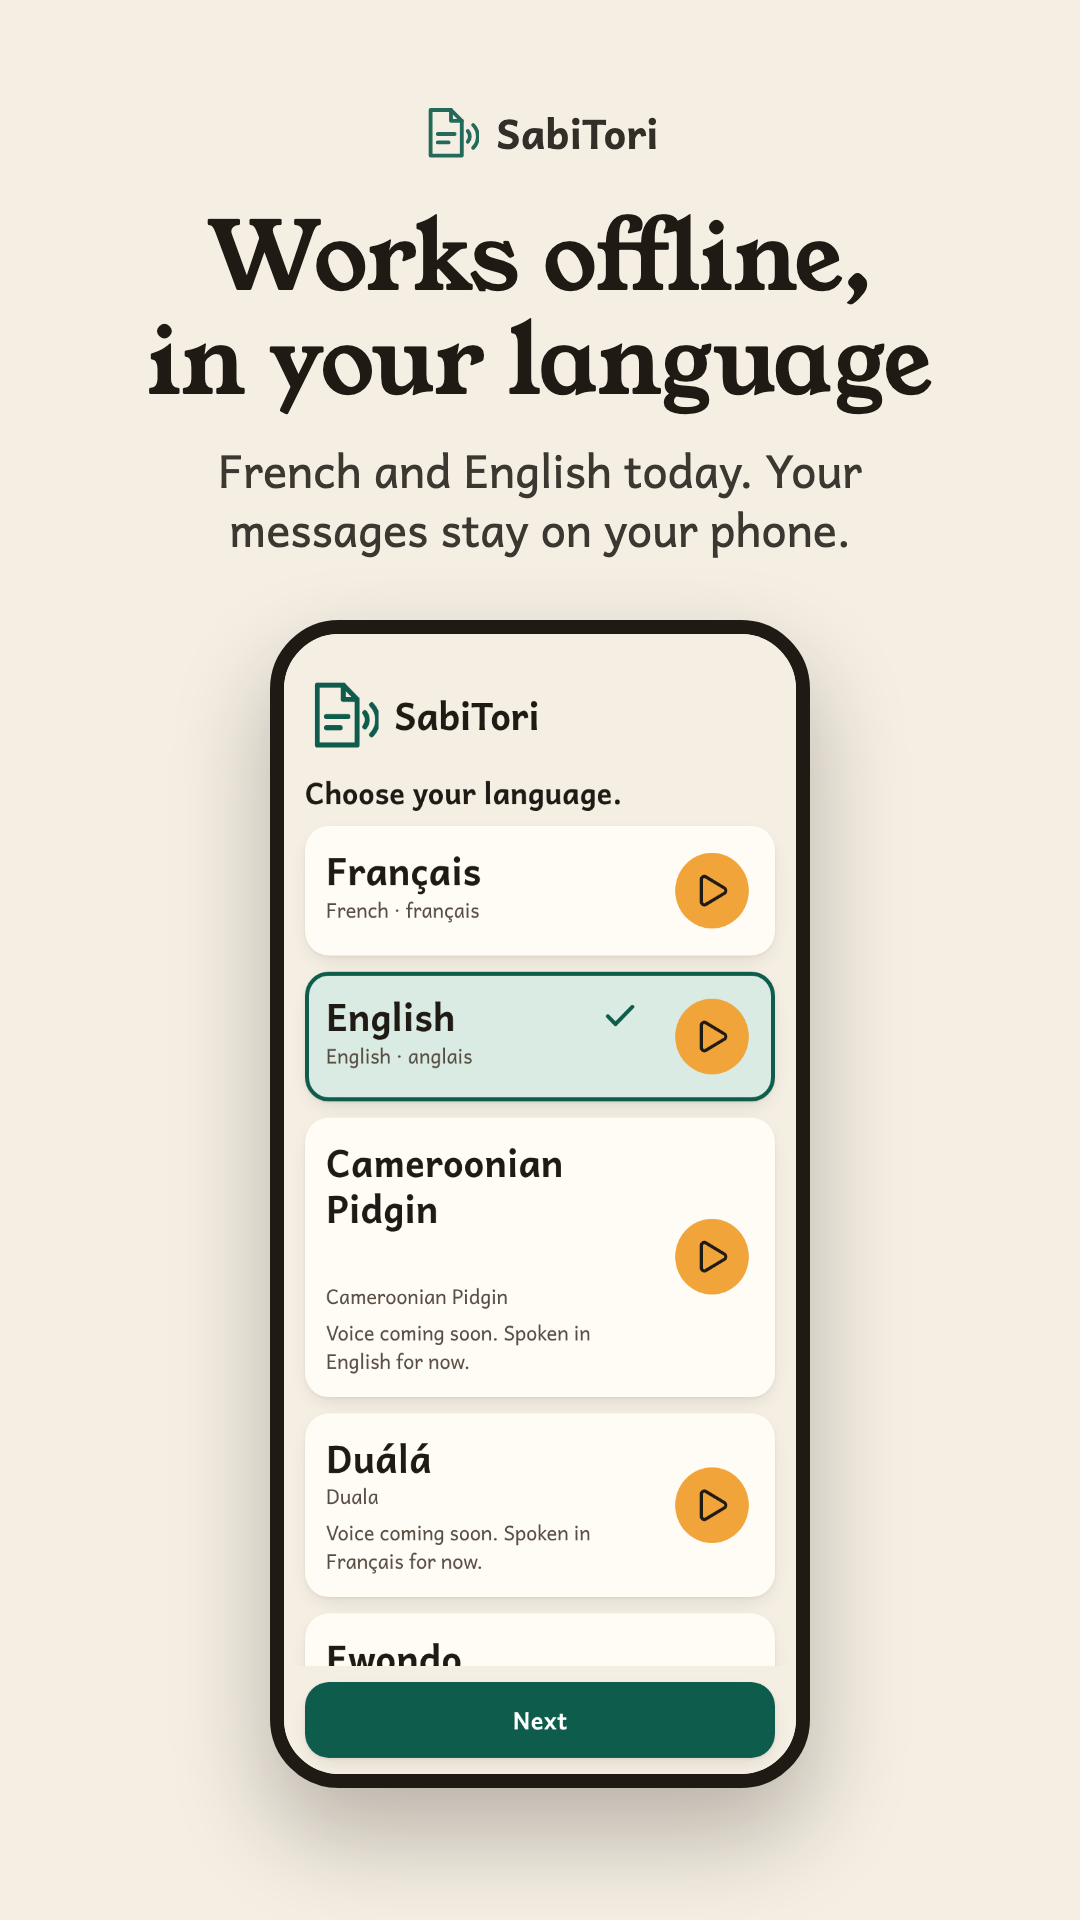 SabiTori
Works offline,
in your language
French and English today. Your
messages stay on your phone.
SabiTori
Choose your language.
Français
French · français
English
English · anglais
Cameroonian
Pidgin
Cameroonian Pidgin
Voice coming soon. Spoken in
English for now.
Duálá
Duala
Voice coming soon. Spoken in
Français for now.
Ewondo
Next